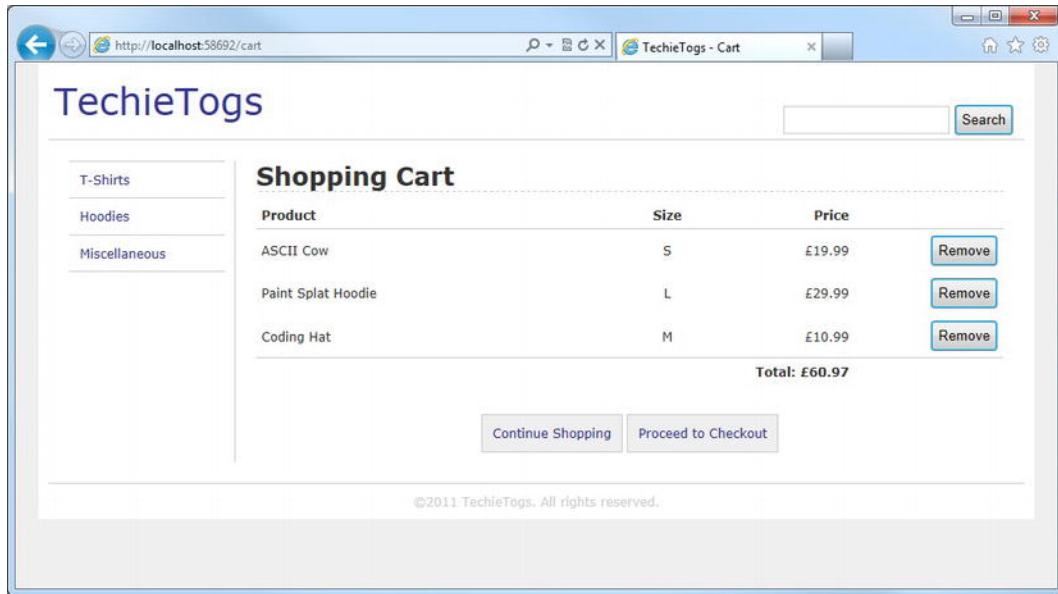 http://localhost:58692/cart
TechieTogs - Cart
TechieTogs
Search
T-Shirts
Hoodies
Miscellaneous
Shopping Cart
Product Size Price
ASCII Cow S £19.99 Remove
Paint Splat Hoodie L £29.99 Remove
Coding Hat M £10.99 Remove
Total: £60.97
Continue Shopping Proceed to Checkout
©2011 TechieTogs. All rights reserved.